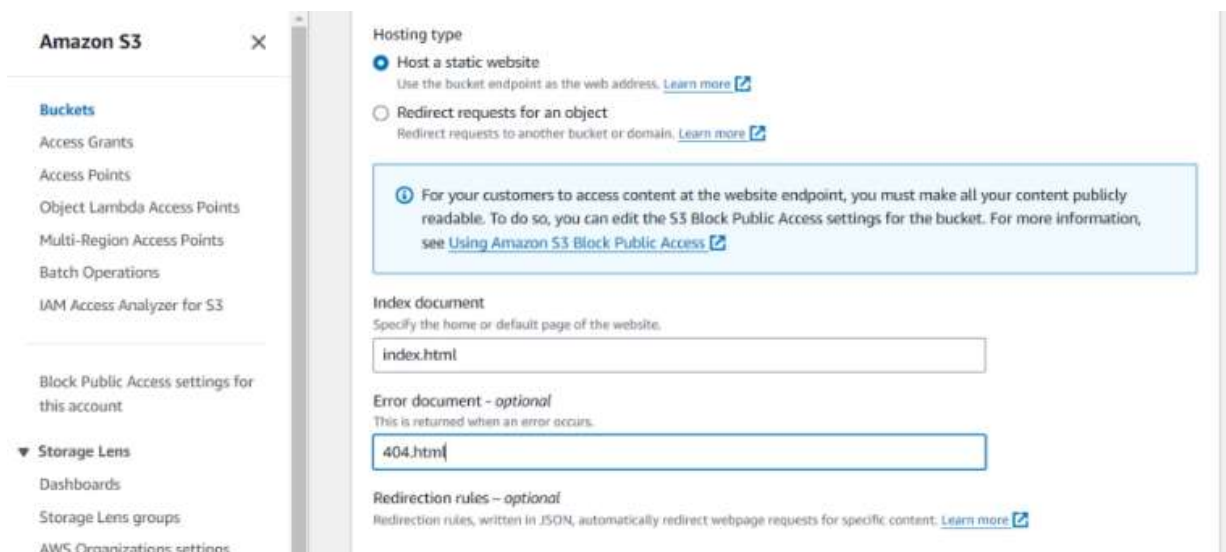 Amazon S3
Buckets
Access Grants
Access Points
Object Lambda Access Points
Multi-Region Access Points
Batch Operations
IAM Access Analyzer for S3
Block Public Access settings for
this account
Storage Lens
Dashboards
Storage Lens groups
AWS Organizations settings
Hosting type
Host a static website
Use the bucket endpoint as the web address. Learn more
Redirect requests for an object
Redirect requests to another bucket or domain. Learn more
For your customers to access content at the website endpoint, you must make all your content publicly
readable. To do so, you can edit the S3 Block Public Access settings for the bucket. For more information,
see Using Amazon S3 Block Public Access
Index document
Specify the home or default page of the website.
index.html
Error document - optional
This is returned when an error occurs.
404.html
Redirection rules – optional
Redirection rules, written in JSON, automatically redirect webpage requests for specific content. Learn more